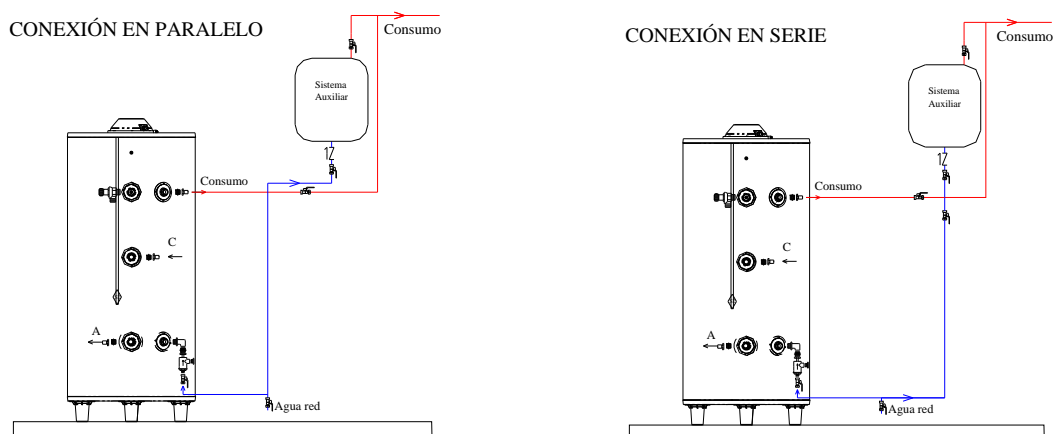 CONEXIÓN EN PARALELO
Consumo
Sistema
Auxiliar
Consumo
C
A
Agua red
CONEXIÓN EN SERIE
Consumo
Sistema
Auxiliar
Consumo
C
A
Agua red